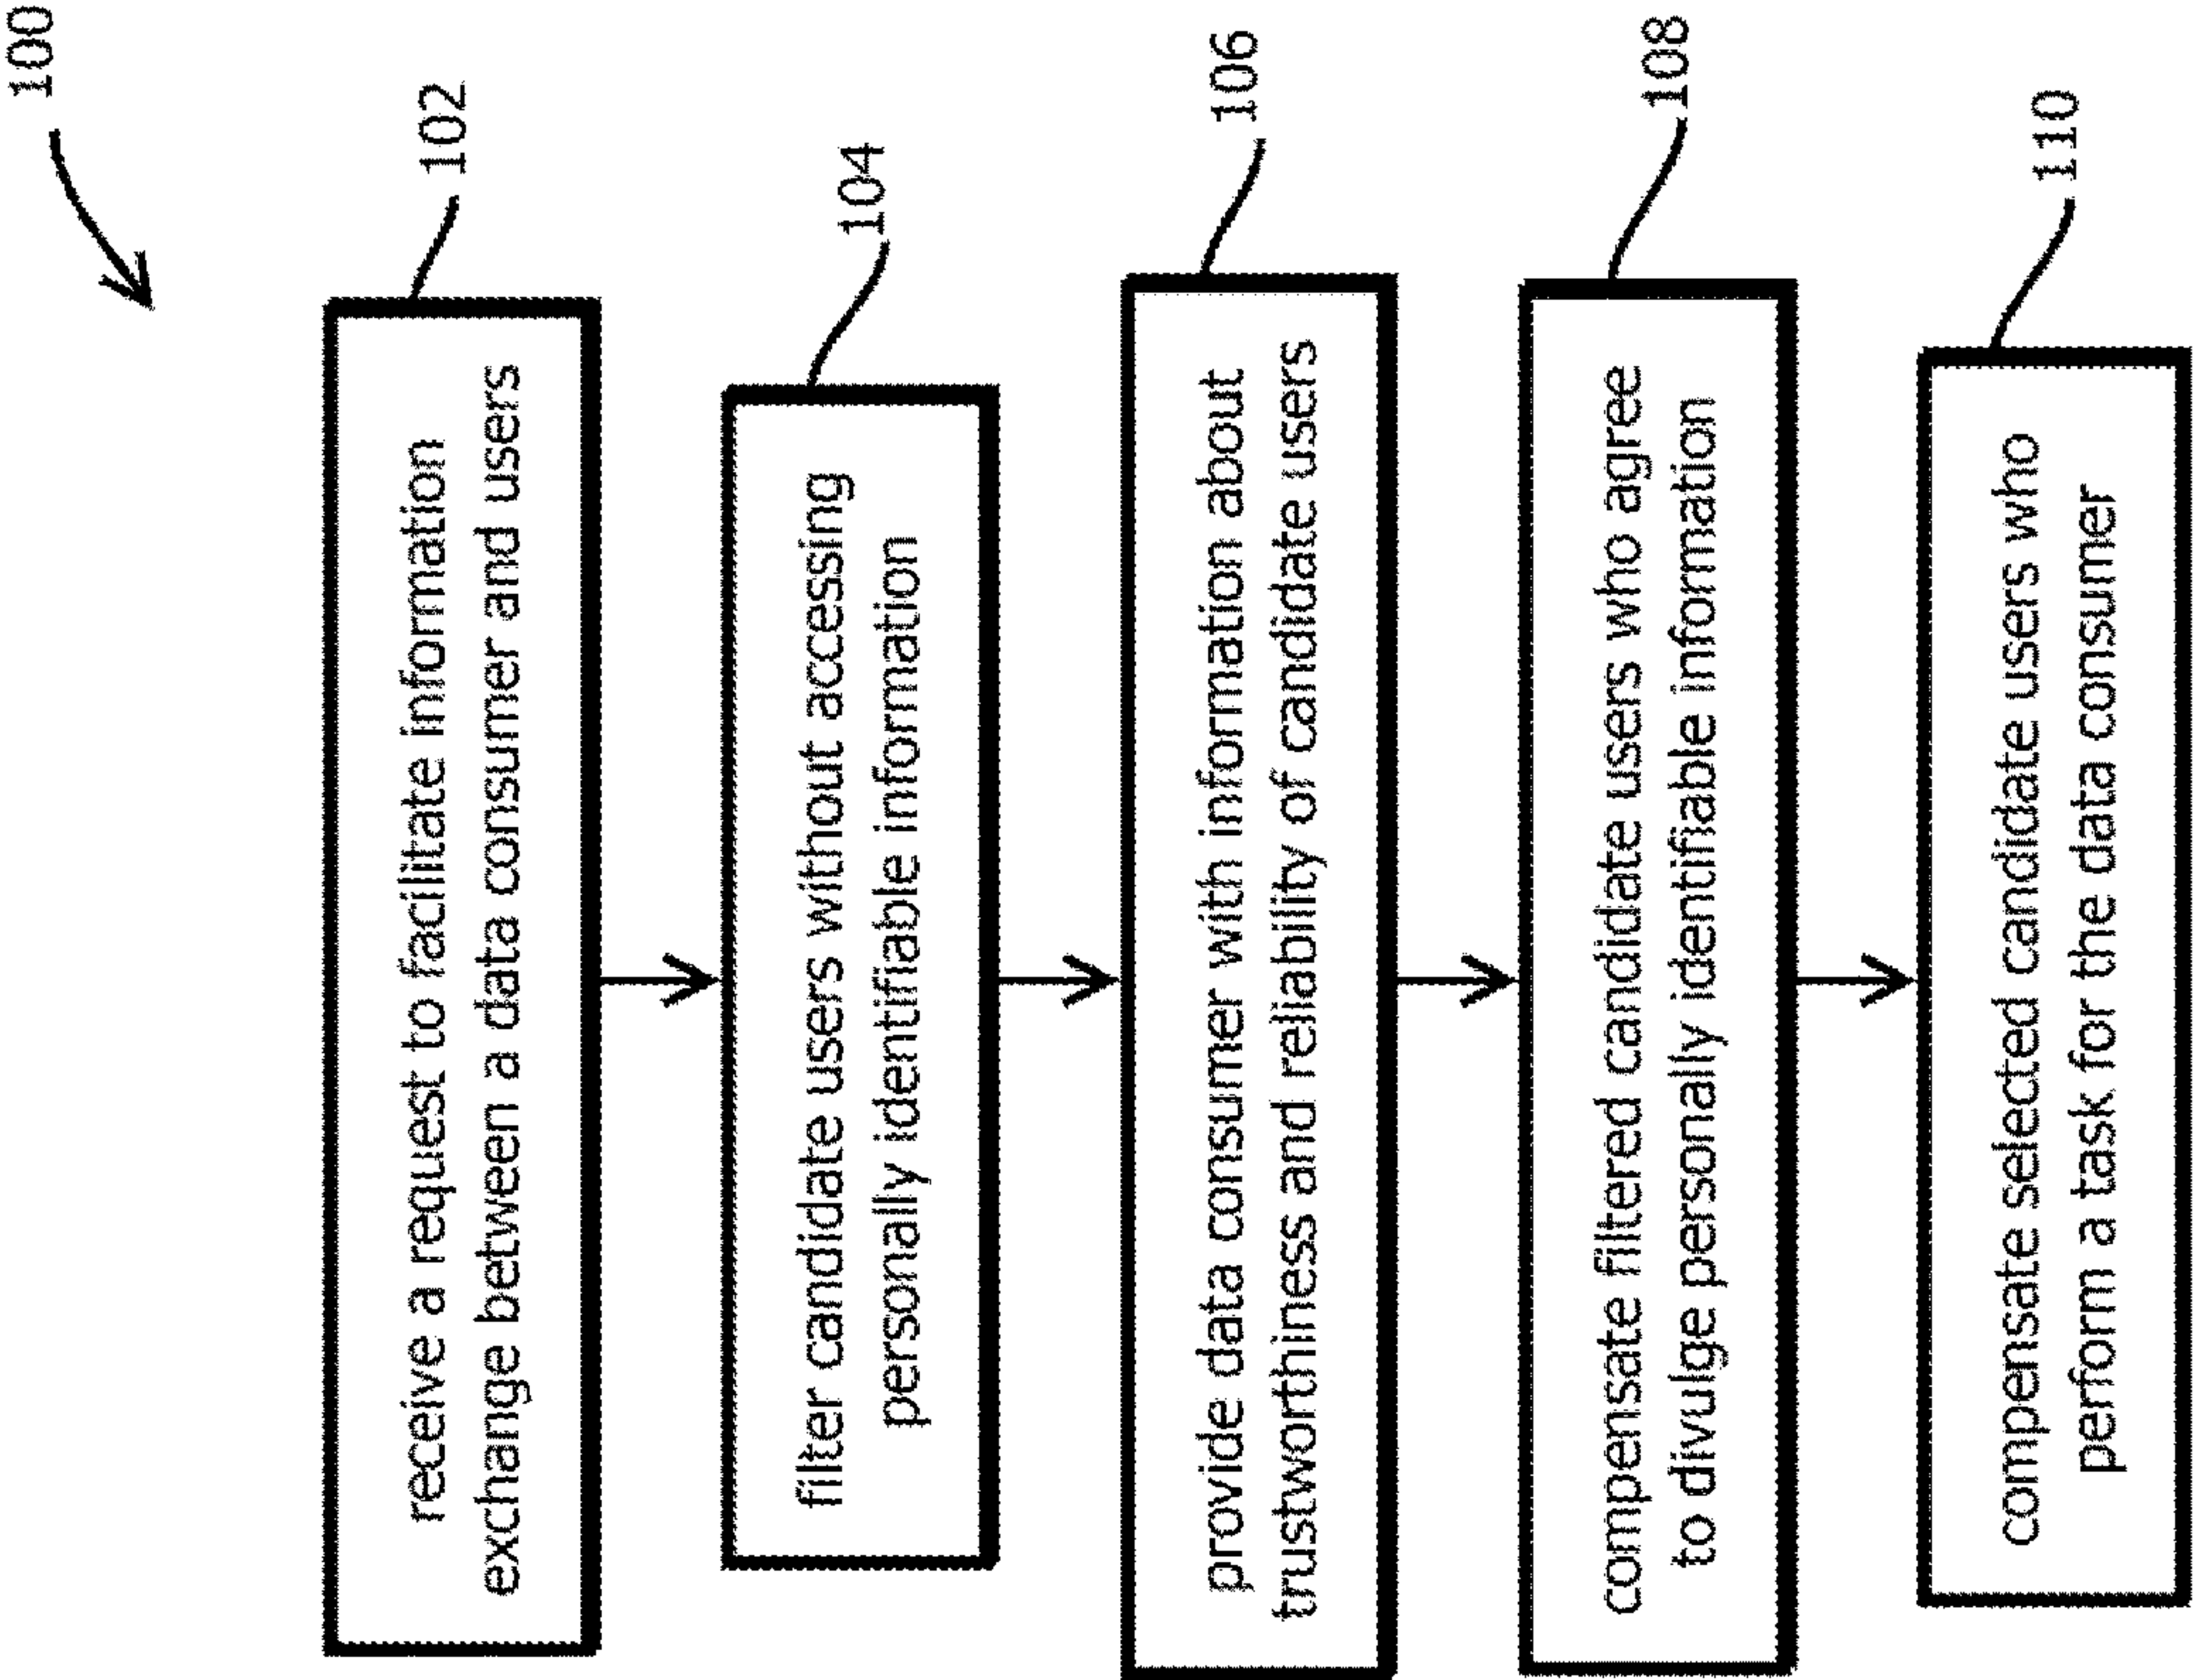 100
receive a request to facilitate information
exchange between a data consumer and users
102
filter candidate users without accessing
personally identifiable information
104
provide data consumer with information about
trustworthiness and reliability of candidate users
106
compensate filtered candidate users who agree
to divulge personally identifiable information
108
compensate selected candidate users who
perform a task for the data consumer
110